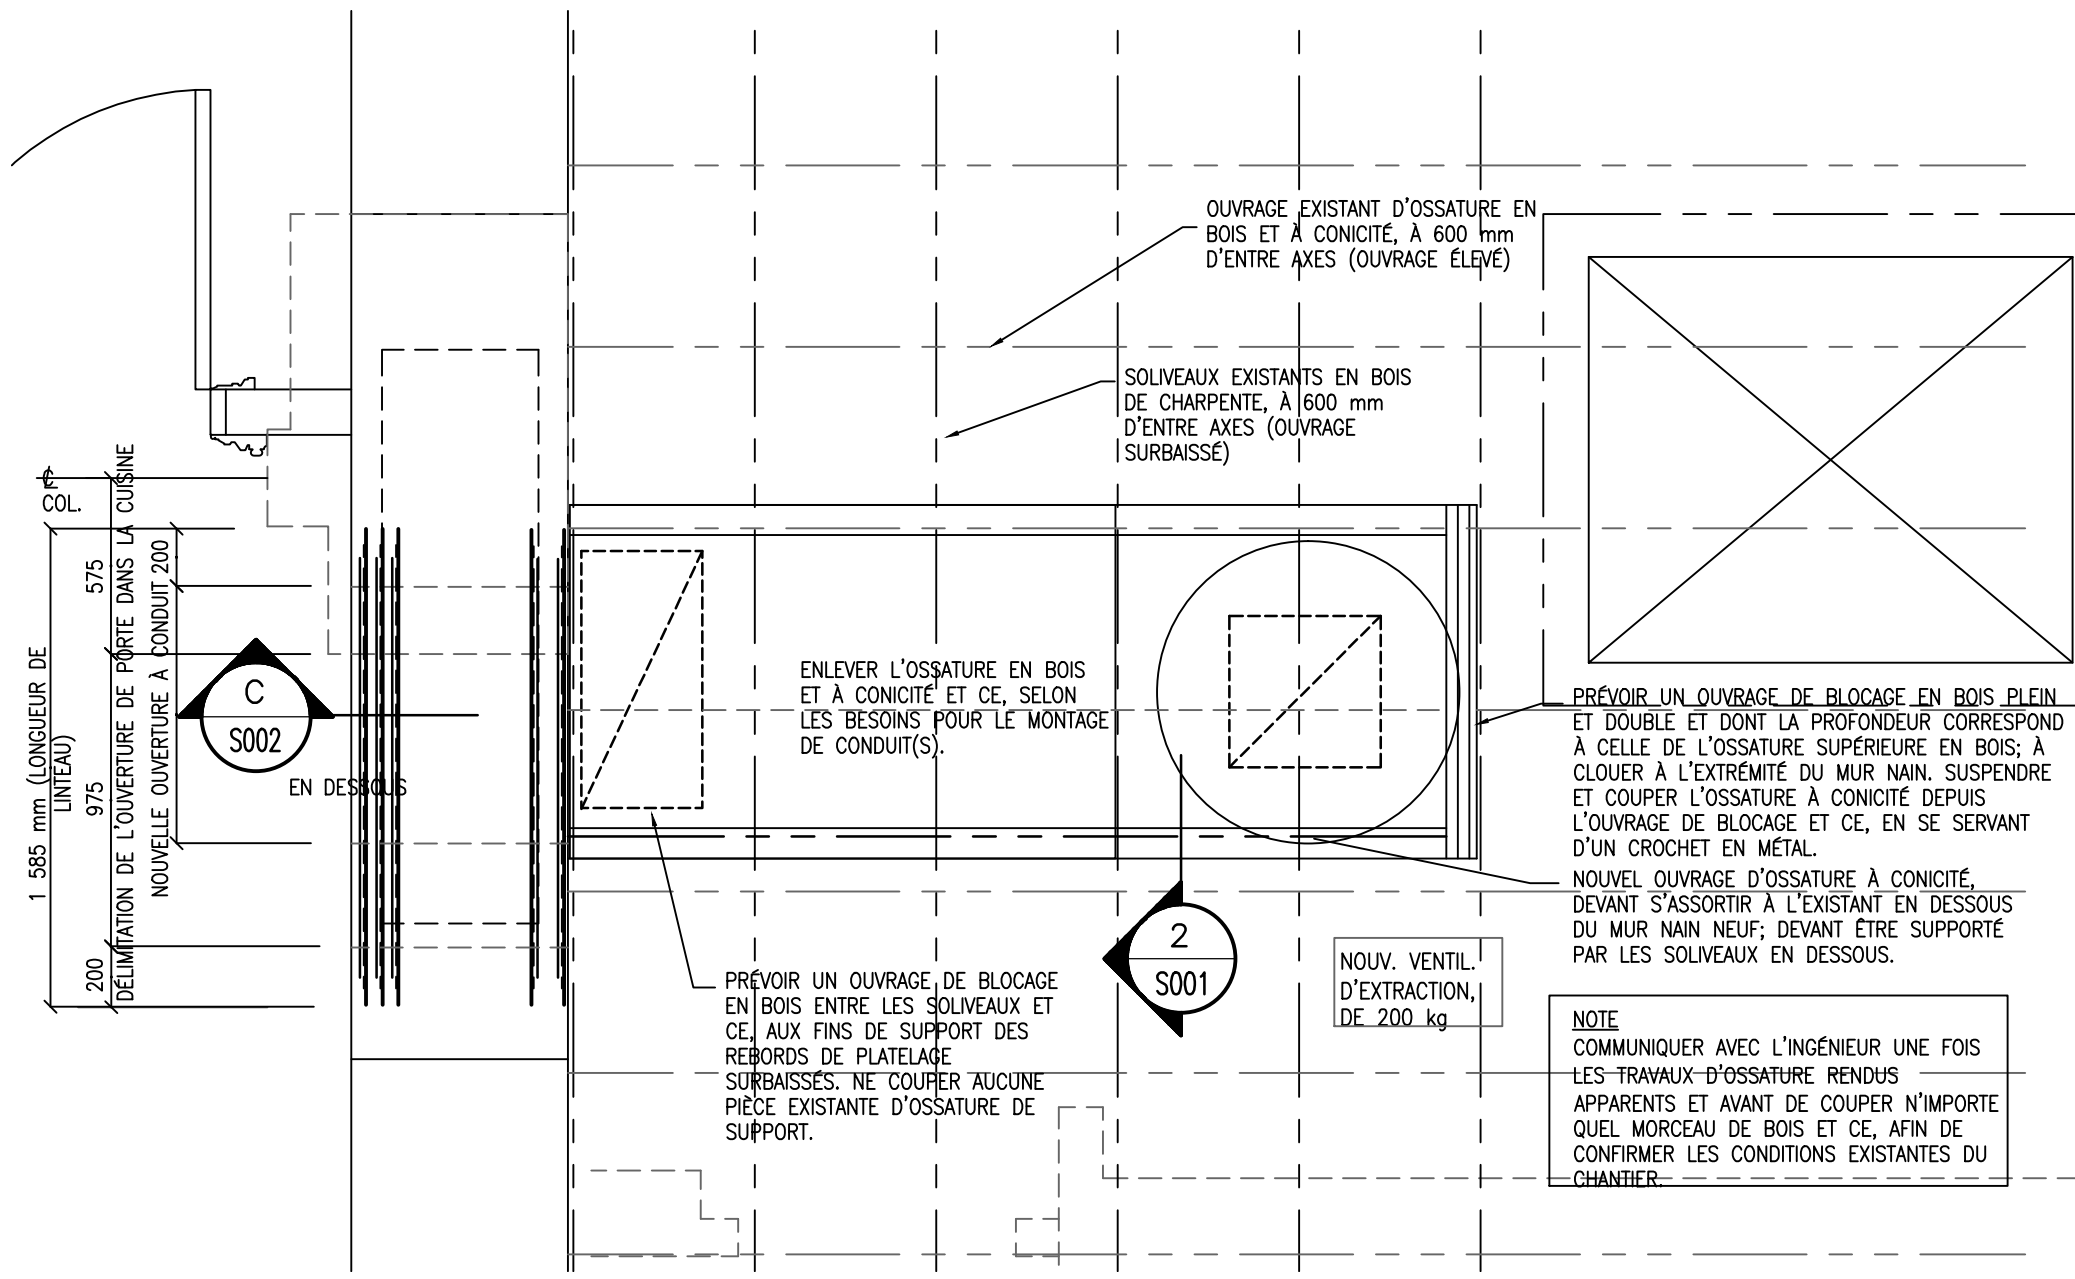 OUVRAGE EXISTANT D'OSSATURE EN
BOIS ET À CONICITÉ, À 600 mm
D'ENTRE AXES (OUVRAGE ÉLEVÉ)
SOLIVEAUX EXISTANTS EN BOIS
DE CHARPENTE, À 600 mm
D'ENTRE AXES (OUVRAGE
SURBAISSÉ)
℄
COL.
1 585 mm (LONGUEUR DE
LINTEAU)
575
975
200
DÉLIMITATION DE L'OUVERTURE DE PORTE DANS LA CUISINE
NOUVELLE OUVERTURE À CONDUIT 200
C
S002
EN DESSOUS
ENLEVER L'OSSATURE EN BOIS
ET À CONICITÉ ET CE, SELON
LES BESOINS POUR LE MONTAGE
DE CONDUIT(S).
PRÉVOIR UN OUVRAGE DE BLOCAGE EN BOIS PLEIN
ET DOUBLE ET DONT LA PROFONDEUR CORRESPOND
À CELLE DE L'OSSATURE SUPÉRIEURE EN BOIS; À
CLOUER À L'EXTRÉMITÉ DU MUR NAIN. SUSPENDRE
ET COUPER L'OSSATURE À CONICITÉ DEPUIS
L'OUVRAGE DE BLOCAGE ET CE, EN SE SERVANT
D'UN CROCHET EN MÉTAL.
NOUVEL OUVRAGE D'OSSATURE À CONICITÉ,
DEVANT S'ASSORTIR À L'EXISTANT EN DESSOUS
DU MUR NAIN NEUF; DEVANT ÊTRE SUPPORTÉ
PAR LES SOLIVEAUX EN DESSOUS.
2
S001
NOUV. VENTIL.
D'EXTRACTION,
DE 200 kg
PRÉVOIR UN OUVRAGE DE BLOCAGE
EN BOIS ENTRE LES SOLIVEAUX ET
CE, AUX FINS DE SUPPORT DES
REBORDS DE PLATELAGE
SURBAISSÉS. NE COUPER AUCUNE
PIÈCE EXISTANTE D'OSSATURE DE
SUPPORT.
NOTE
COMMUNIQUER AVEC L'INGÉNIEUR UNE FOIS
LES TRAVAUX D'OSSATURE RENDUS
APPARENTS ET AVANT DE COUPER N'IMPORTE
QUEL MORCEAU DE BOIS ET CE, AFIN DE
CONFIRMER LES CONDITIONS EXISTANTES DU
CHANTIER.